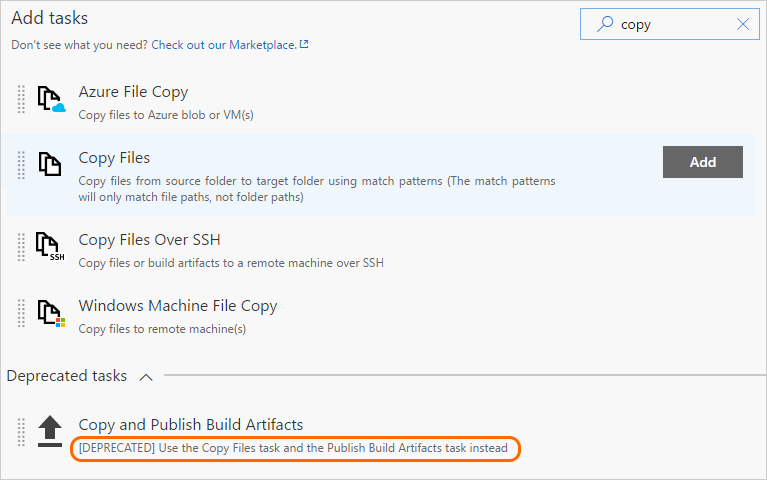 Add tasks
copy
Don't see what you need? Check out our Marketplace.
Azure File Copy
Copy files to Azure blob or VM(s)
Copy Files
Add
Copy files from source folder to target folder using match patterns (The match patterns
will only match file paths, not folder paths)
SSH
Copy Files Over SSH
Copy files or build artifacts to a remote machine over SSH
Windows Machine File Copy
Copy files to remote machine(s)
Deprecated tasks
Copy and Publish Build Artifacts
[DEPRECATED] Use the Copy Files task and the Publish Build Artifacts task instead